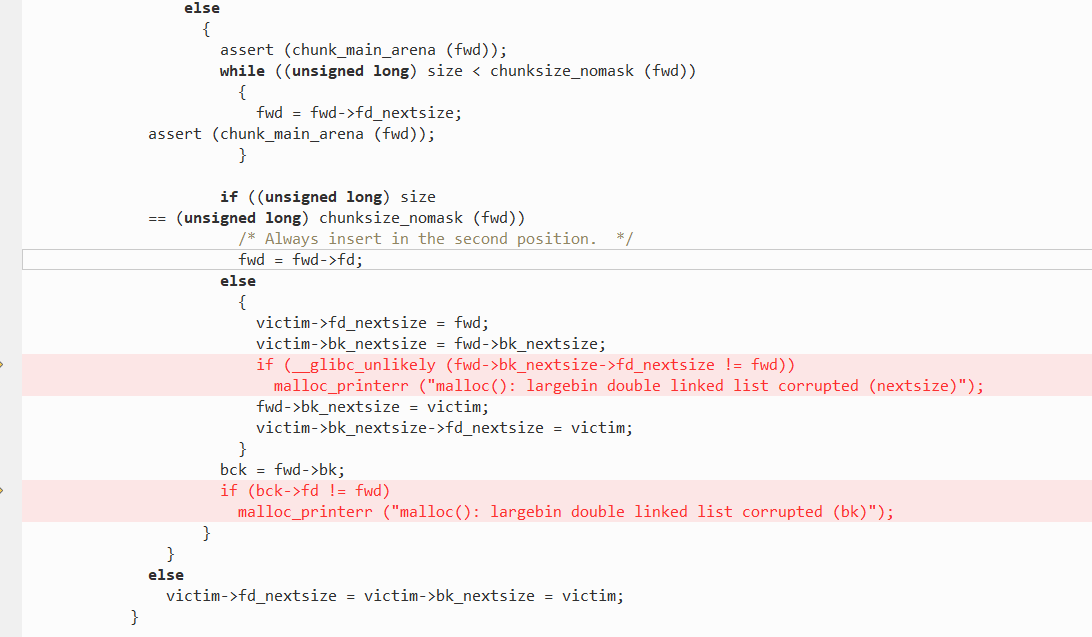 else
{
assert (chunk_main_arena (fwd));
while ((unsigned long) size < chunksize_nomask (fwd))
{
fwd = fwd->fd_nextsize;
assert (chunk_main_arena (fwd));
}
if ((unsigned long) size
== (unsigned long) chunksize_nomask (fwd))
/* Always insert in the second position.  */
fwd = fwd->fd;
else
{
victim->fd_nextsize = fwd;
victim->bk_nextsize = fwd->bk_nextsize;
if (__glibc_unlikely (fwd->bk_nextsize->fd_nextsize != fwd))
malloc_printerr ("malloc(): largebin double linked list corrupted (nextsize)");
fwd->bk_nextsize = victim;
victim->bk_nextsize->fd_nextsize = victim;
}
bck = fwd->bk;
if (bck->fd != fwd)
malloc_printerr ("malloc(): largebin double linked list corrupted (bk)");
}
}
else
victim->fd_nextsize = victim->bk_nextsize = victim;
}